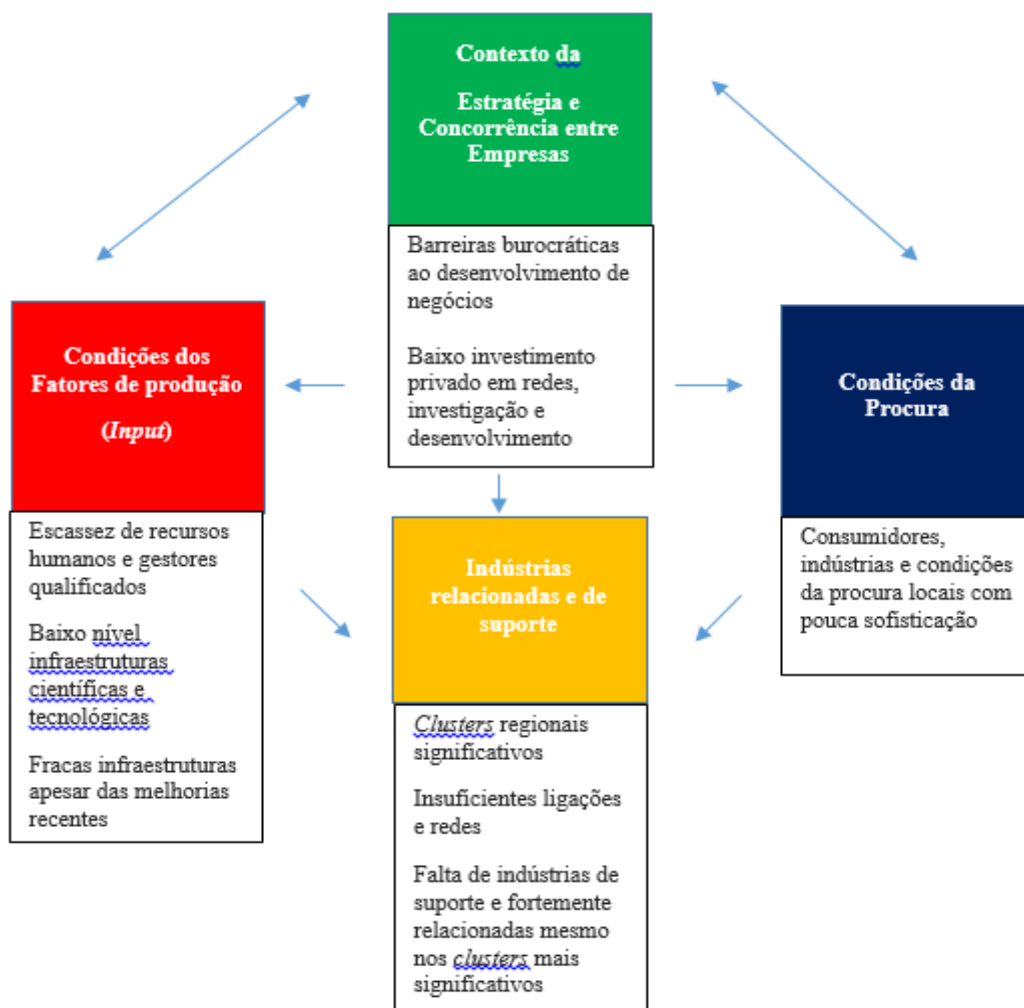 Contexto da
Estratégia e
Concorrência entre
Empresas
Barreiras burocráticas
ao desenvolvimento de
negócios
Baixo investimento
privado em redes,
investigação e
desenvolvimento
Condições dos
Fatores de produção
(Input)
Escassez de recursos
humanos e gestores
qualificados
Baixo nível
infraestruturas
científicas e
tecnológicas
Fracas infraestruturas
apesar das melhorias
recentes
Condições da
Procura
Consumidores,
indústrias e condições
da procura locais com
pouca sofisticação
Indústrias
relacionadas e de
suporte
Clusters regionais
significativos
Insuficientes ligações
e redes
Falta de indústrias de
suporte e fortemente
relacionadas mesmo
nos clusters mais
significativos